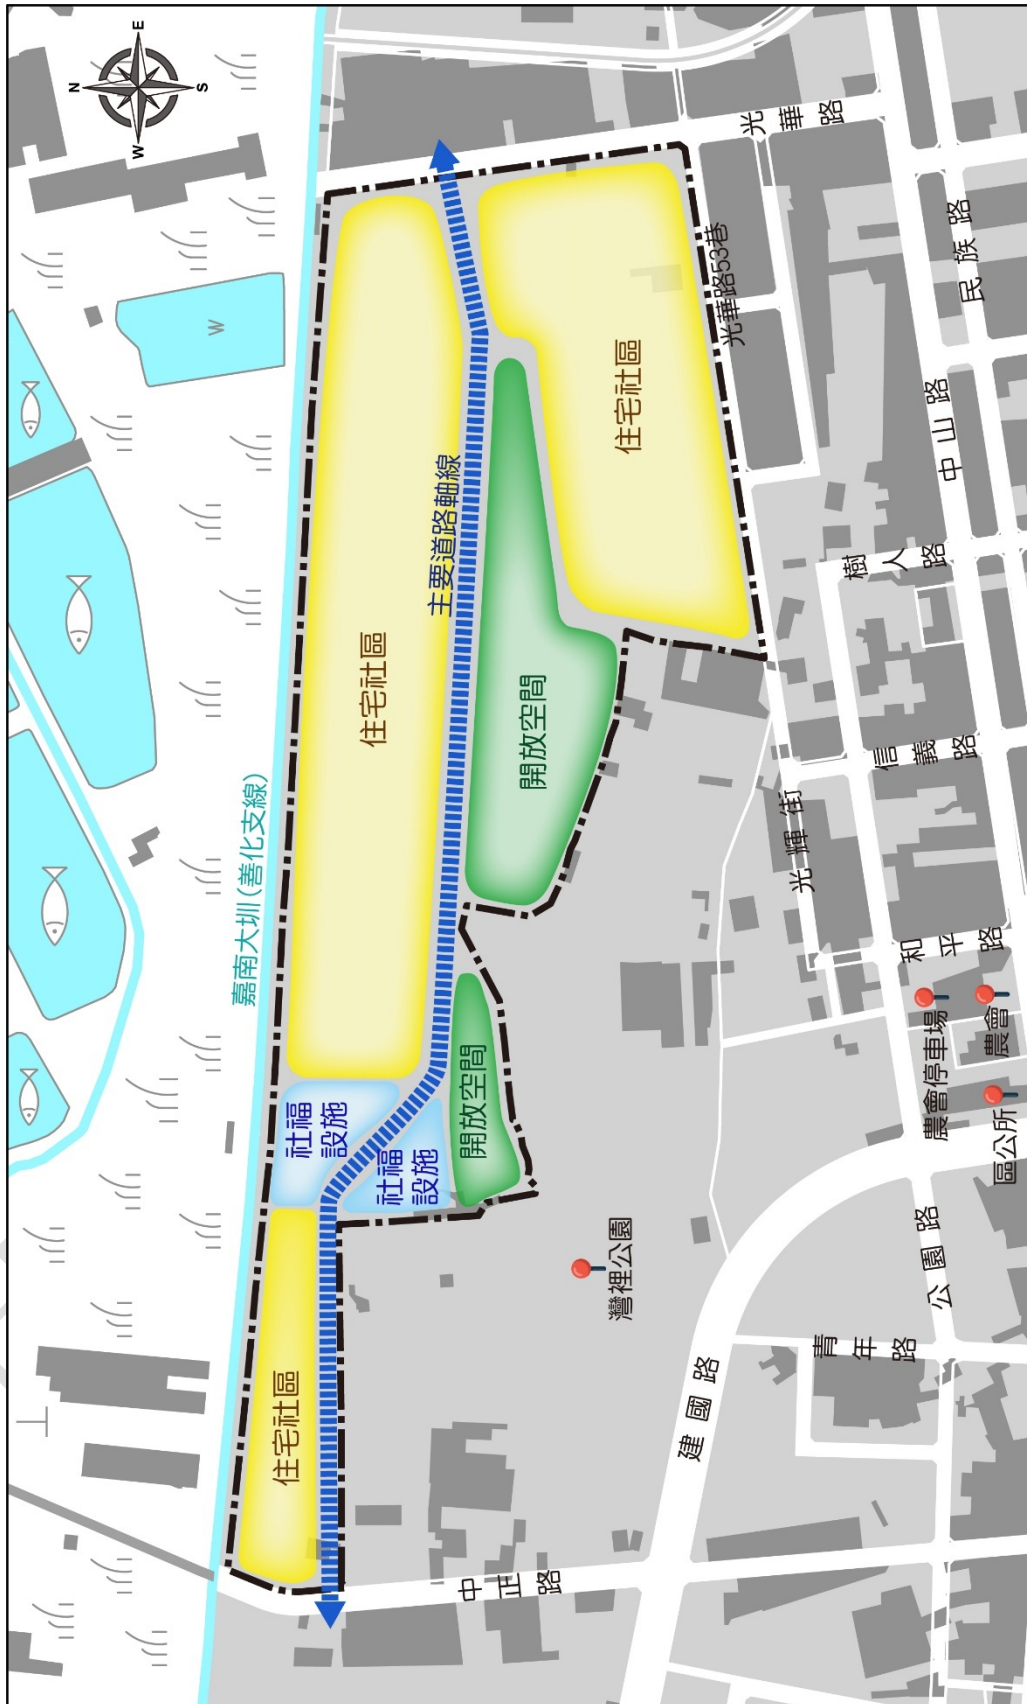 N
E
S
W
嘉南大圳(善化支線)
住宅社區
社福
設施
住宅社區
主要道路軸線
社福
設施
開放空間
開放空間
住宅社區
W
光華路
光華路53巷
民族路
中山路
樹人路
信義路
光輝街
和平路
農會停車場
農會
區公所
灣裡公園
公園路
青年路
建國路
中正路